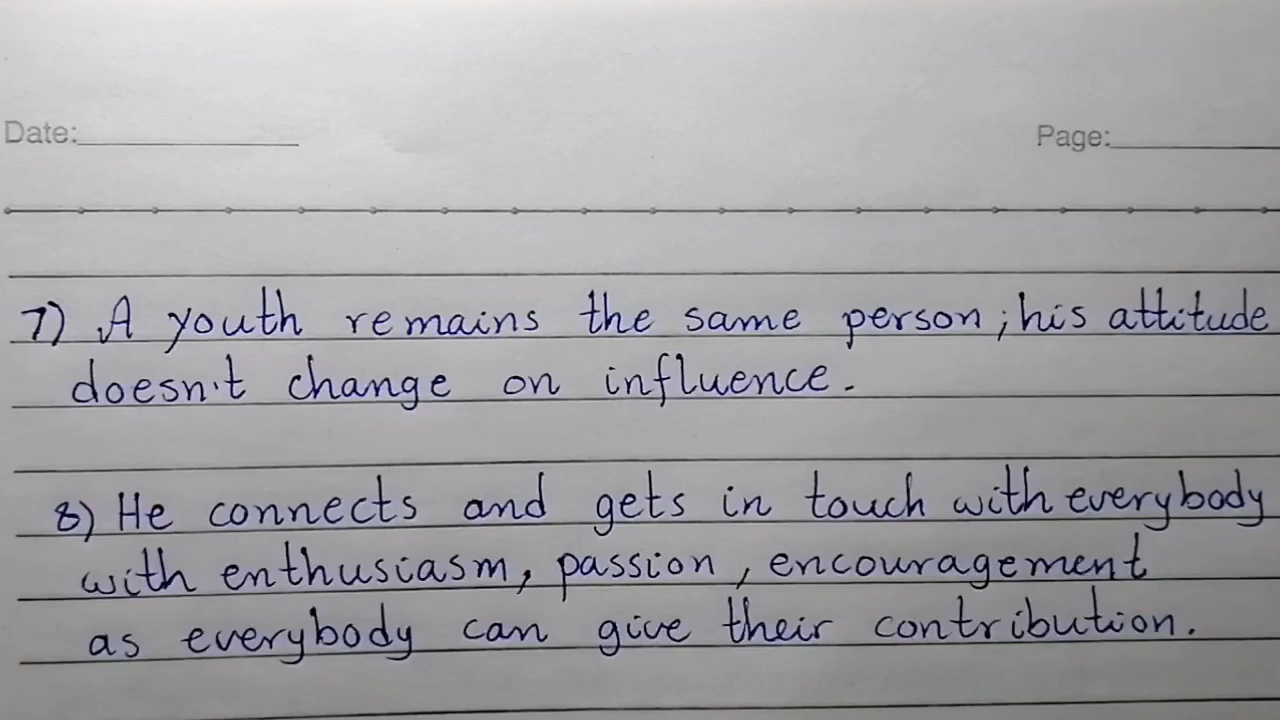 Date:
Page:
7) A youth remains the same person; his attitude
doesn't change on influence.
8) He connects and gets in touch with everybody
with enthusiasm, passion, encouragement
as everybody can give their contribution.